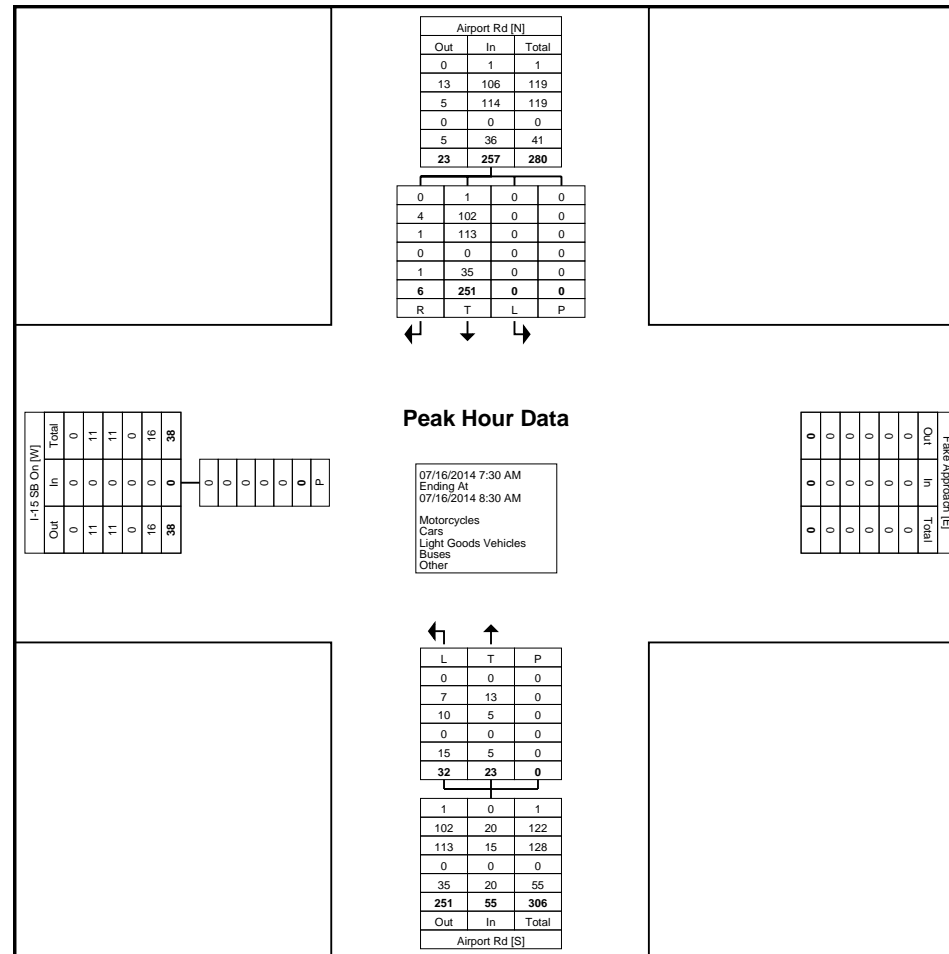 Airport Rd [N]
Out In Total
0 1 1
13 106 119
5 114 119
0 0 0
5 36 41
23 257 280
0 1 0 0
4 102 0 0
1 113 0 0
0 0 0 0
1 35 0 0
6 251 0 0
R T L P
Peak Hour Data
I-15 SB On [W]
Total 0 11 11 0 16 38
In 0 0 0 0 0 0
Out 0 11 11 0 16 38
0 0 0 0 0 0 P
07/16/2014 7:30 AM
Ending At
07/16/2014 8:30 AM
Motorcycles
Cars
Light Goods Vehicles
Buses
Other
Fake Approach [E]
Out 0 0 0 0 0 0
In 0 0 0 0 0 0
Total 0 0 0 0 0 0
L T P
0 0 0
7 13 0
10 5 0
0 0 0
15 5 0
32 23 0
1 0 1
102 20 122
113 15 128
0 0 0
35 20 55
251 55 306
Out In Total
Airport Rd [S]